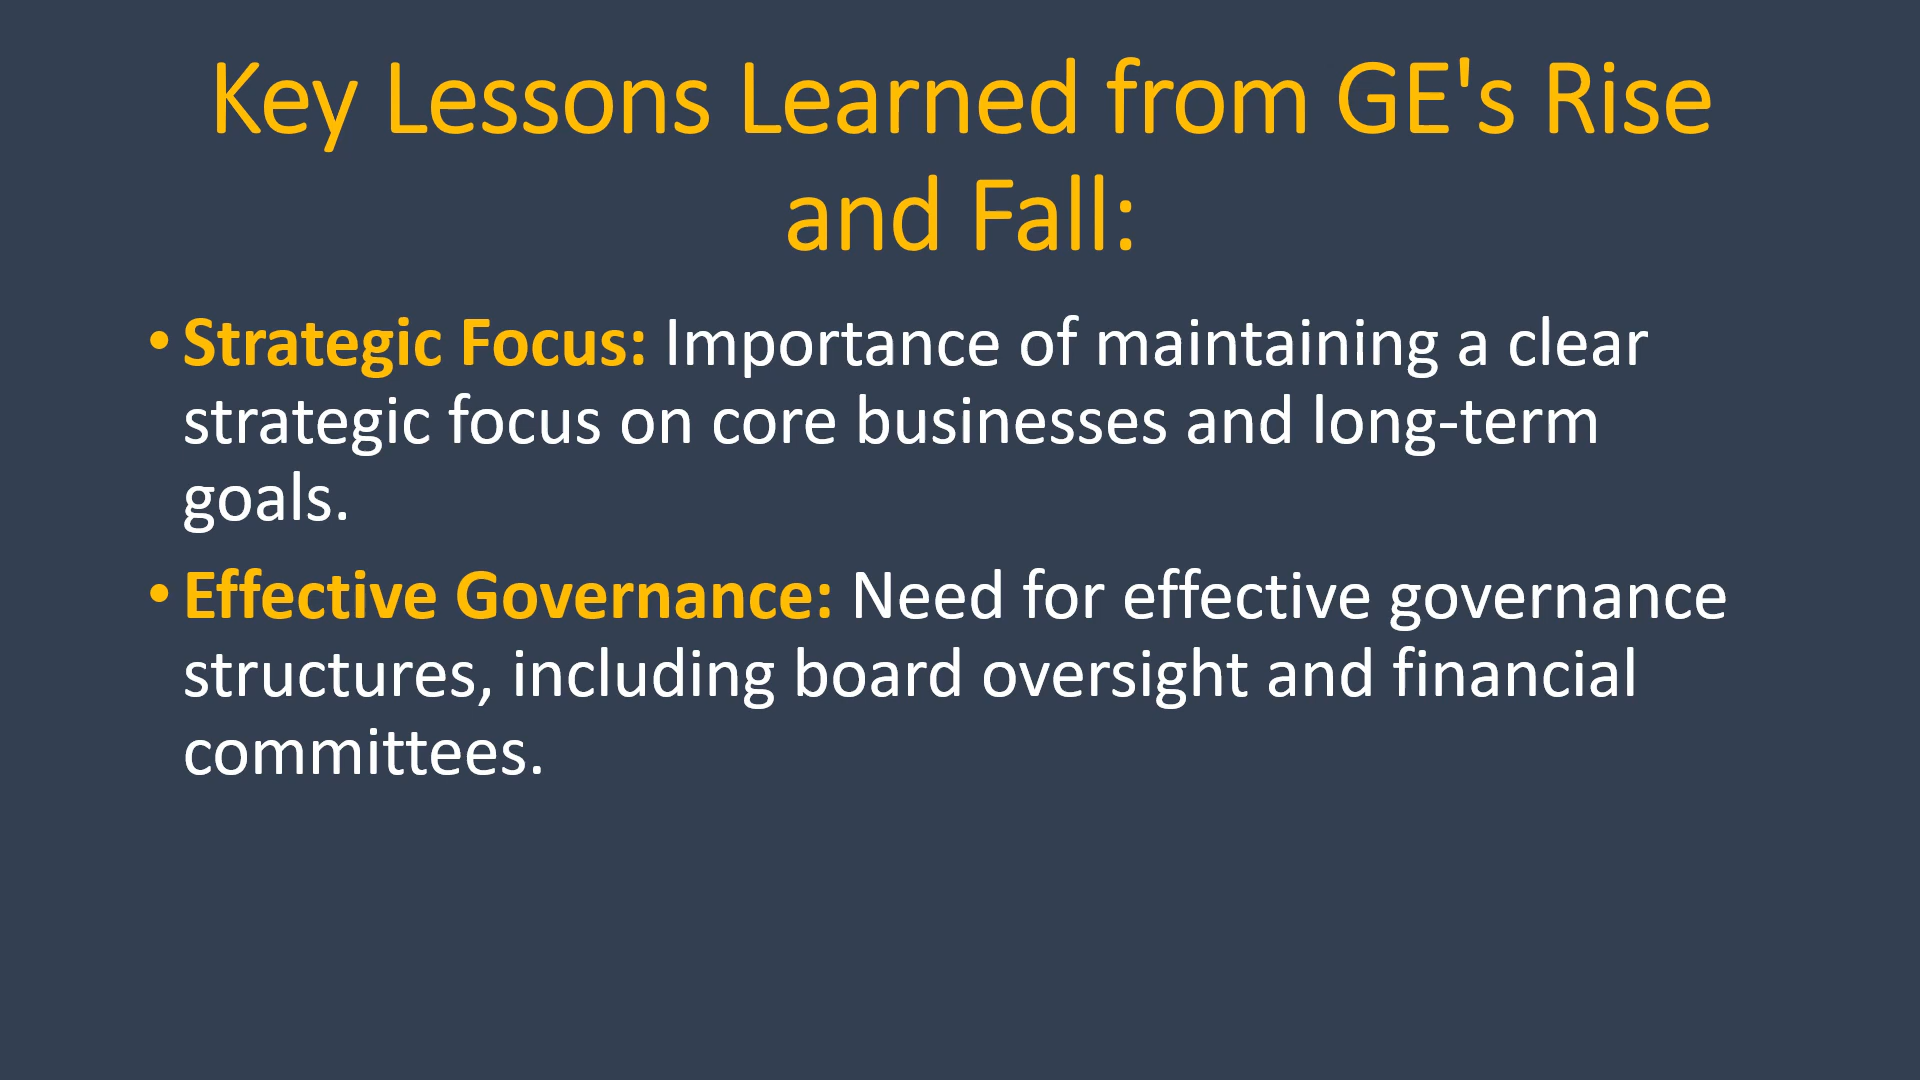 Key Lessons Learned from GE's Rise
and Fall:
• Strategic Focus: Importance of maintaining a clear
strategic focus on core businesses and long-term
goals.
• Effective Governance: Need for effective governance
structures, including board oversight and financial
committees.